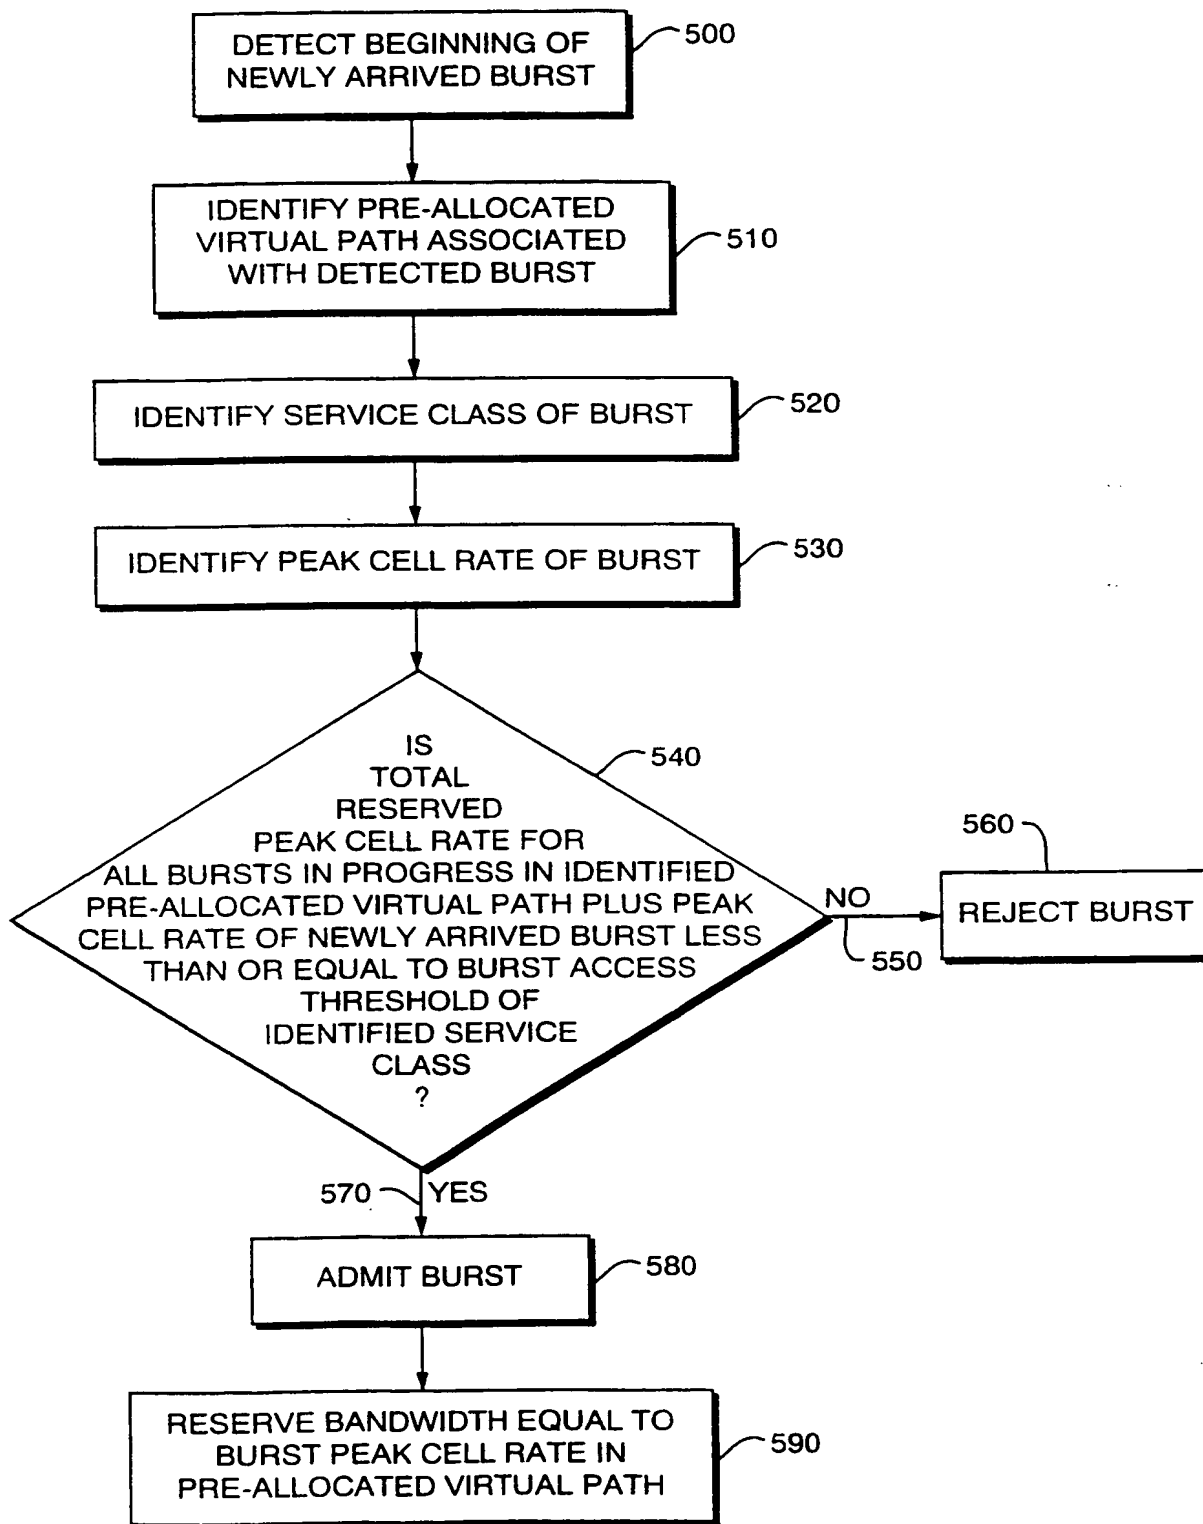 DETECT BEGINNING OF
NEWLY ARRIVED BURST
500
IDENTIFY PRE-ALLOCATED
VIRTUAL PATH ASSOCIATED
WITH DETECTED BURST
510
IDENTIFY SERVICE CLASS OF BURST
520
IDENTIFY PEAK CELL RATE OF BURST
530
IS
TOTAL
RESERVED
PEAK CELL RATE FOR
ALL BURSTS IN PROGRESS IN IDENTIFIED
PRE-ALLOCATED VIRTUAL PATH PLUS PEAK
CELL RATE OF NEWLY ARRIVED BURST LESS
THAN OR EQUAL TO BURST ACCESS
THRESHOLD OF
IDENTIFIED SERVICE
CLASS
?
540
NO
550
560
REJECT BURST
570
YES
ADMIT BURST
580
RESERVE BANDWIDTH EQUAL TO
BURST PEAK CELL RATE IN
PRE-ALLOCATED VIRTUAL PATH
590